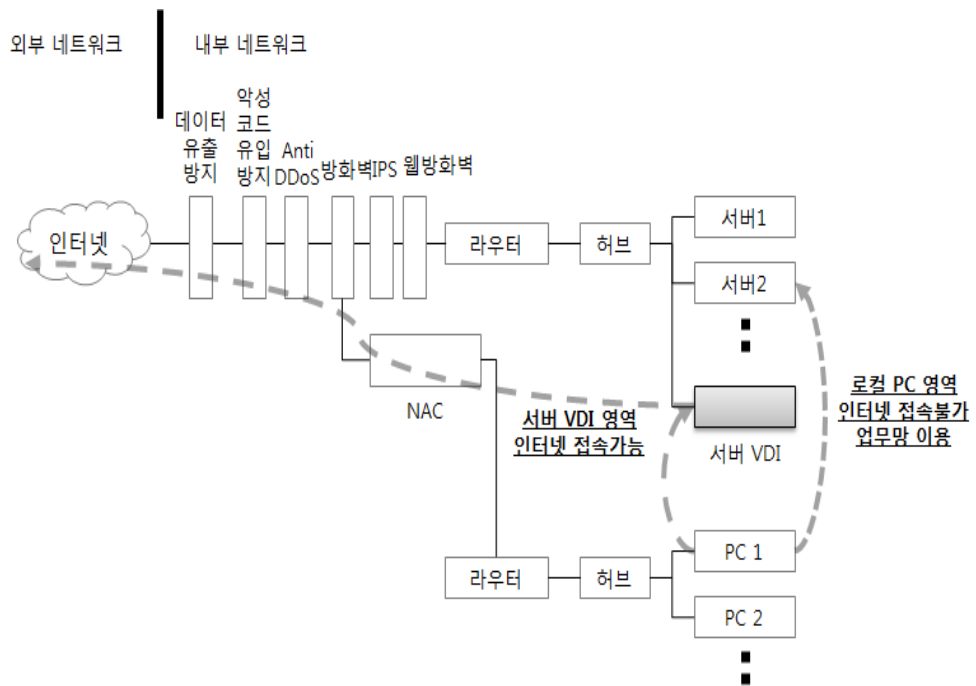 외부 네트워크
내부 네트워크
데이터
유출
방지
악성
코드
유입
방지
Anti
DDoS
방화벽
IPS
웹방화벽
인터넷
라우터
허브
서버1
서버2
NAC
서버 VDI 영역
인터넷 접속가능
서버 VDI
로컬 PC 영역
인터넷 접속불가
업무망 이용
라우터
허브
PC 1
PC 2